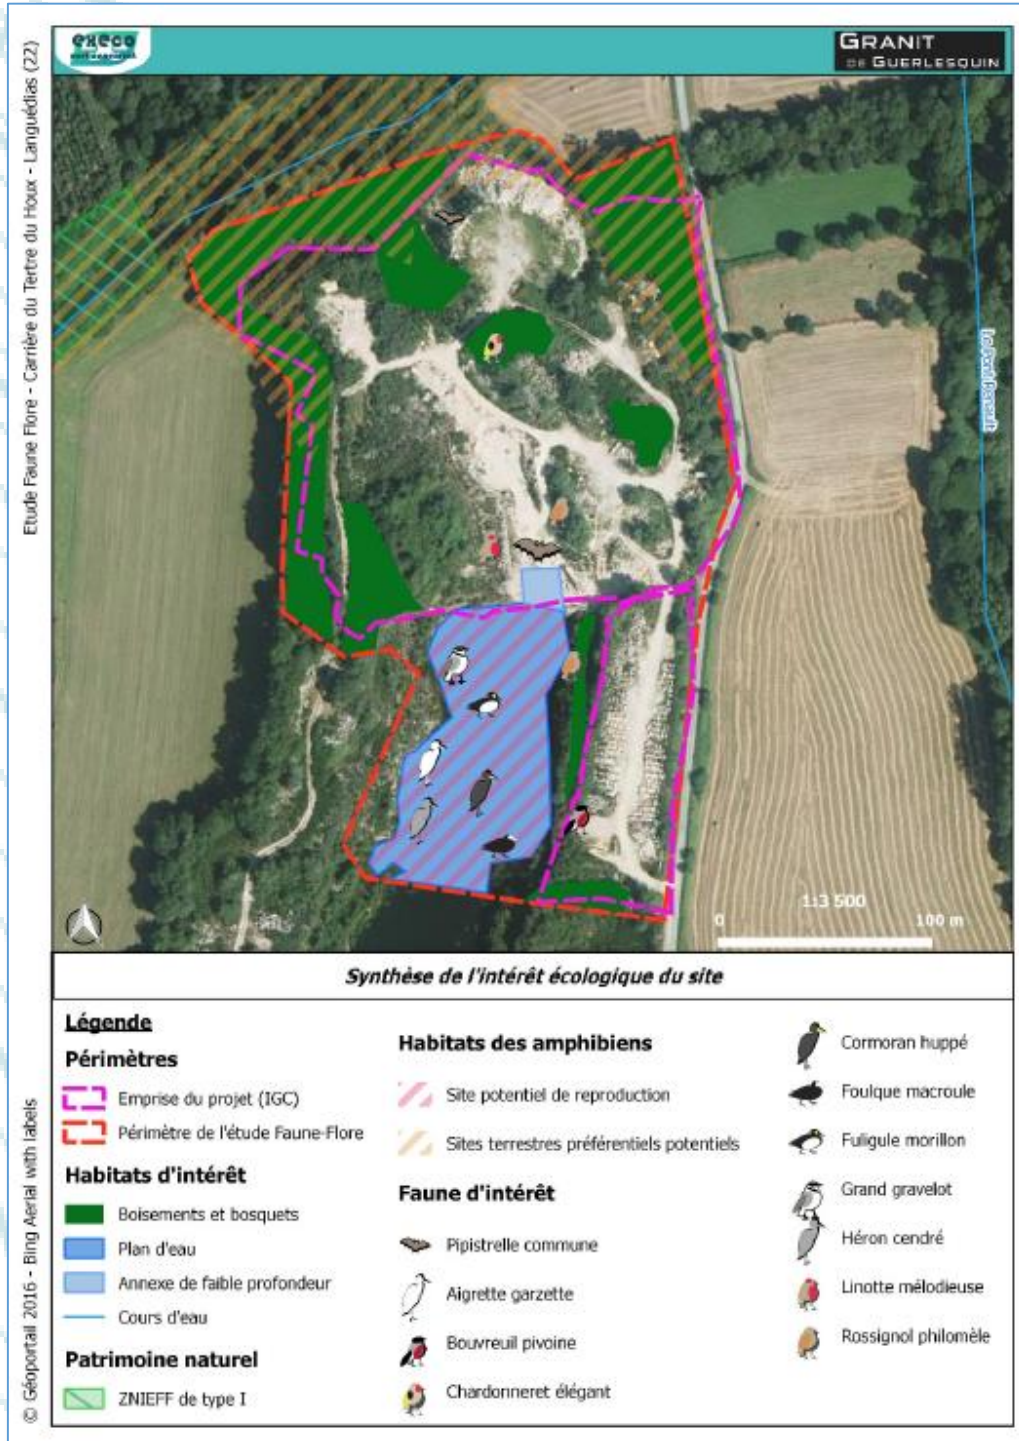 execo
GRANIT
DE GUERLESQUIN
Etude Faune Flore - Carrière du Tertre du Houx - Languédias (22)
Le Pont Renault
1:3 500
0 100 m
Synthèse de l'intérêt écologique du site
Légende
Périmètres
Emprise du projet (IGC)
Périmètre de l'étude Faune-Flore
Habitats d'intérêt
Boisements et bosquets
Plan d'eau
Annexe de faible profondeur
Cours d'eau
Patrimoine naturel
ZNIEFF de type I
Habitats des amphibiens
Site potentiel de reproduction
Sites terrestres préférentiels potentiels
Faune d'intérêt
Pipistrelle commune
Aigrette garzette
Bouvreuil pivoine
Chardonneret élégant
Cormoran huppé
Foulque macroule
Fuligule morillon
Grand gravelot
Héron cendré
Linotte mélodieuse
Rossignol philomèle
© Géoportail 2016 - Bing Aerial with labels